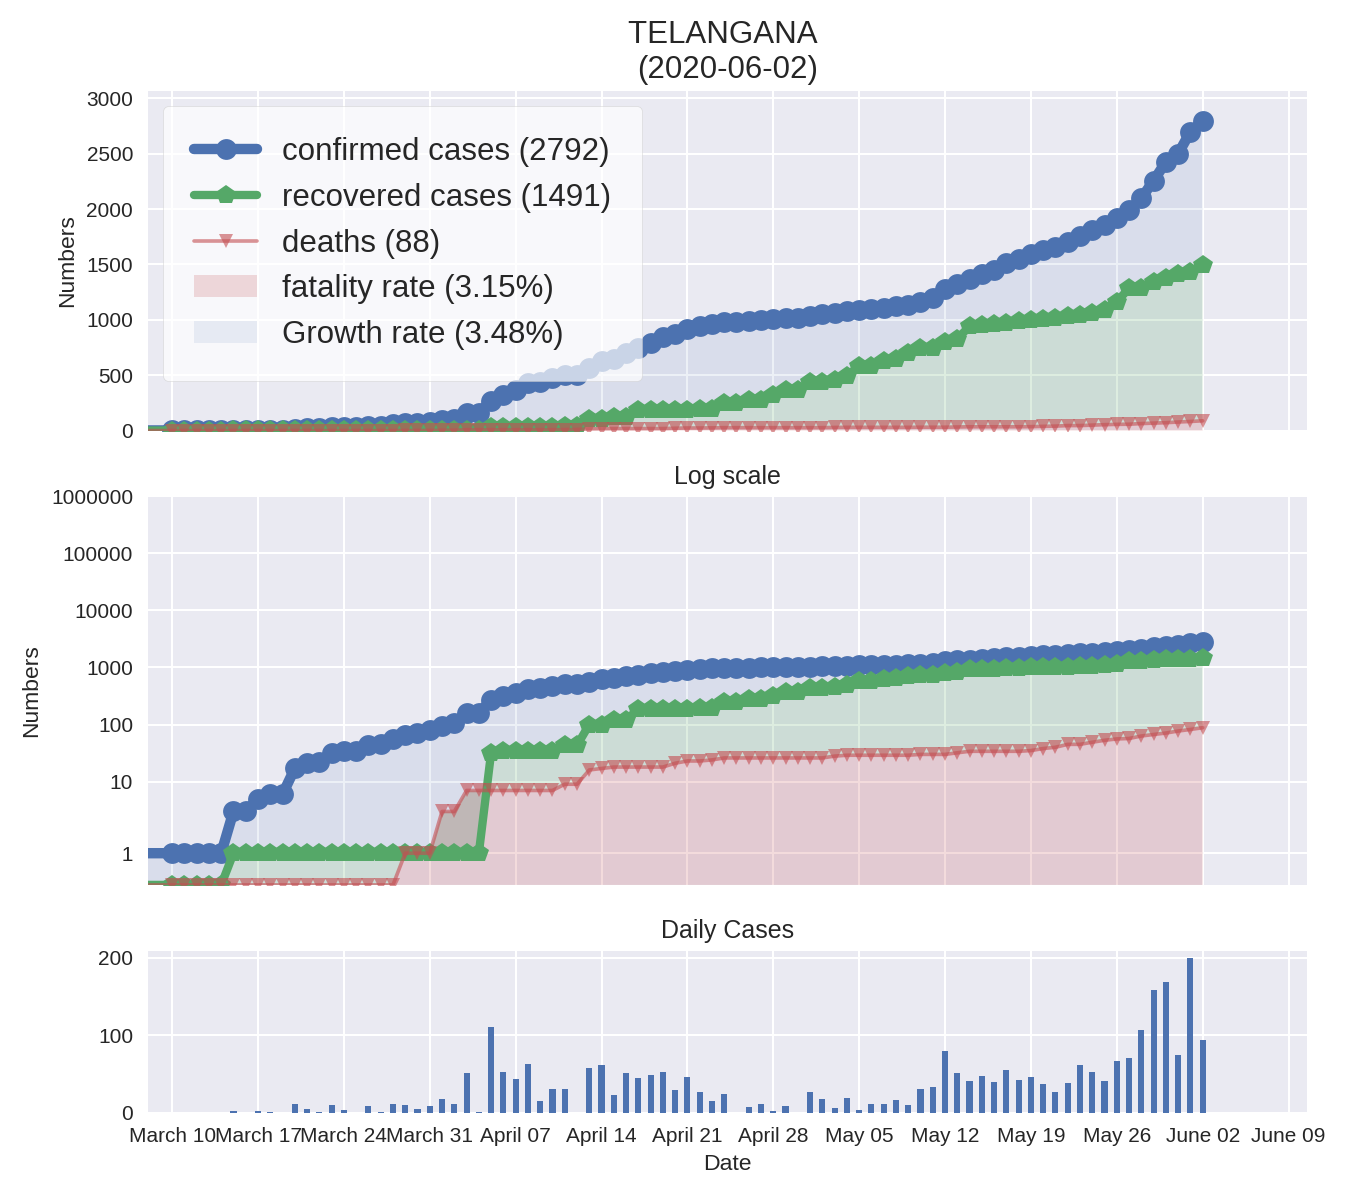 TELANGANA
(2020-06-02)
3000
2500
2000
1500
1000
500
0
Numbers
confirmed cases (2792)
recovered cases (1491)
deaths (88)
fatality rate (3.15%)
Growth rate (3.48%)
Log scale
1000000
100000
10000
1000
100
10
1
Numbers
Daily Cases
200
100
0
March 10 March 17 March 24 March 31 April 07 April 14 April 21 April 28 May 05 May 12 May 19 May 26 June 02 June 09
Date